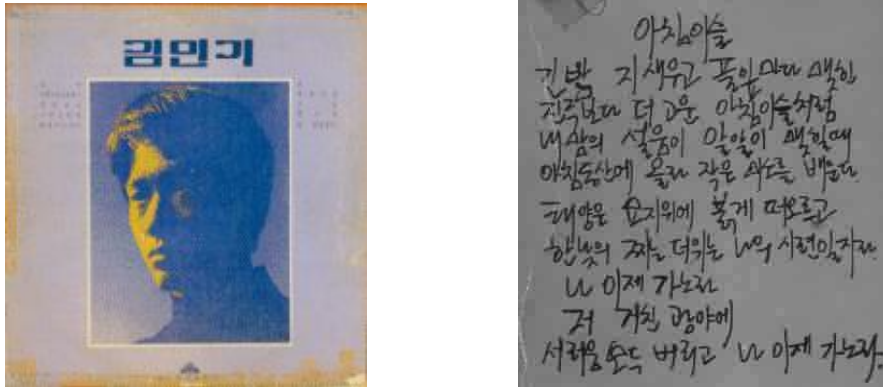 김민기
아침이슬
긴 밤 지새우고 풀잎마다 맺힌
진주보다 더 고운 아침이슬처럼
내 맘의 설움이 알알이 맺힐때
아침동산에 올라 작은 미소를 배운다
태양은 묘지위에 붉게 떠오르고
한낮의 찌는 더위는 나의 시련일지라
나 이제 가노라
저 거친 광야에
서러움 모두 버리고 나 이제 가노라.